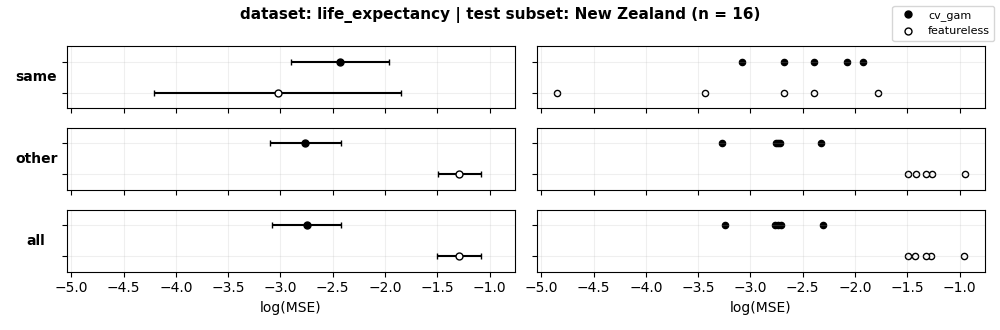 dataset: life_expectancy | test subset: New Zealand (n = 16)
cv_gam
featureless
same
other
all
−5.0 −4.5 −4.0 −3.5 −3.0 −2.5 −2.0 −1.5 −1.0
−5.0 −4.5 −4.0 −3.5 −3.0 −2.5 −2.0 −1.5 −1.0
log(MSE)
log(MSE)